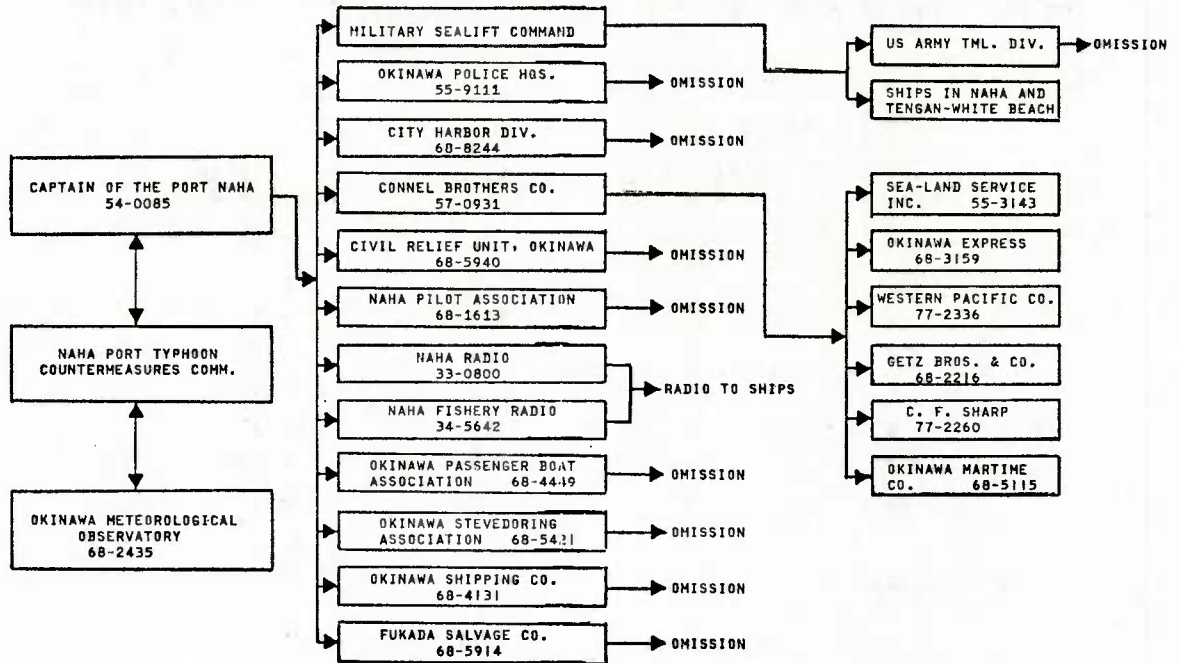 CAPTAIN OF THE PORT NAHA
54-0085
NAHA PORT TYPHOON
COUNTERMEASURES COMM.
OKINAWA METEOROLOGICAL
OBSERVATORY
68-2435
MILITARY SEALIFT COMMAND
OKINAWA POLICE HQS.
55-9111
OMISSION
CITY HARBOR DIV.
68-8244
OMISSION
CONNEL BROTHERS CO.
57-0931
CIVIL RELIEF UNIT, OKINAWA
68-5940
OMISSION
NAHA PILOT ASSOCIATION
68-1613
OMISSION
NAHA RADIO
33-0800
NAHA FISHERY RADIO
34-5642
RADIO TO SHIPS
OKINAWA PASSENGER BOAT
ASSOCIATION 68-4449
OMISSION
OKINAWA STEVEDORING
ASSOCIATION 68-5421
OMISSION
OKINAWA SHIPPING CO.
68-4131
OMISSION
FUKADA SALVAGE CO.
68-5914
OMISSION
US ARMY TML. DIV.
OMISSION
SHIPS IN NAHA AND
TENGAN-WHITE BEACH
SEA-LAND SERVICE
INC. 55-3143
OKINAWA EXPRESS
68-3159
WESTERN PACIFIC CO.
77-2336
GETZ BROS. & CO.
68-2216
C. F. SHARP
77-2260
OKINAWA MARTIME
CO. 68-5115